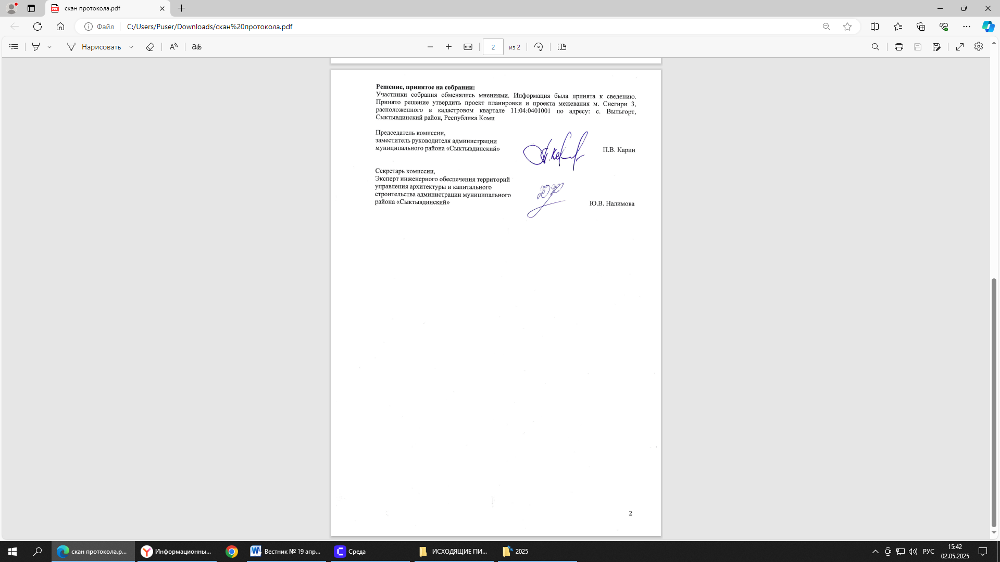 скан протокола.pdf
Файл
C:/Users/Puser/Downloads/скан%20протокола.pdf
Нарисовать
2
из 2
Решение, принятое на собрании:
Участники собрания обменялись мнениями. Информация была принята к сведению.
Принято решение утвердить проект планировки и проекта межевания м. Снегири 3,
расположенного в кадастровом квартале 11:04:0401001 по адресу: с. Выльгорт,
Сыктывдинский район, Республика Коми
Председатель комиссии,
заместитель руководителя администрации
муниципального района «Сыктывдинский»
П.В. Карин
Секретарь комиссии,
Эксперт инженерного обеспечения территорий
управления архитектуры и капитального
строительства администрации муниципального
района «Сыктывдинский»
Ю.В. Налимова
2
скан протокола.p...
Информационны...
Вестник № 19 апр...
Среда
ИСХОДЯЩИЕ ПИ...
2025
РУС
15:42
02.05.2025